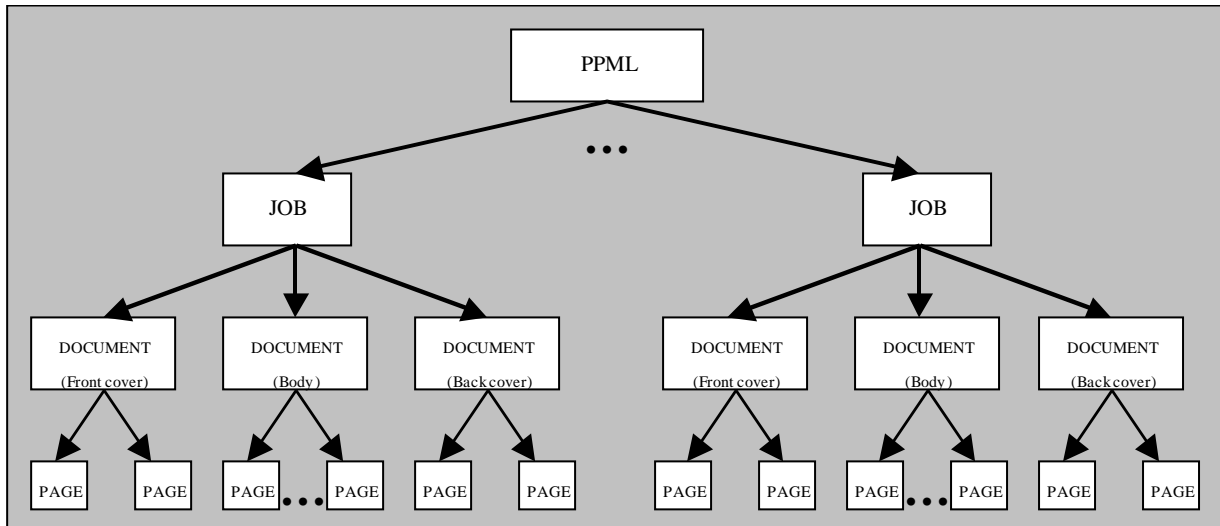 PPML
...
JOB JOB
DOCUMENT DOCUMENT DOCUMENT DOCUMENT DOCUMENT DOCUMENT
(Front cover) (Body) (Back cover) (Front cover) (Body) (Back cover)
PAGE PAGE PAGE ... PAGE PAGE PAGE PAGE PAGE PAGE ... PAGE PAGE PAGE